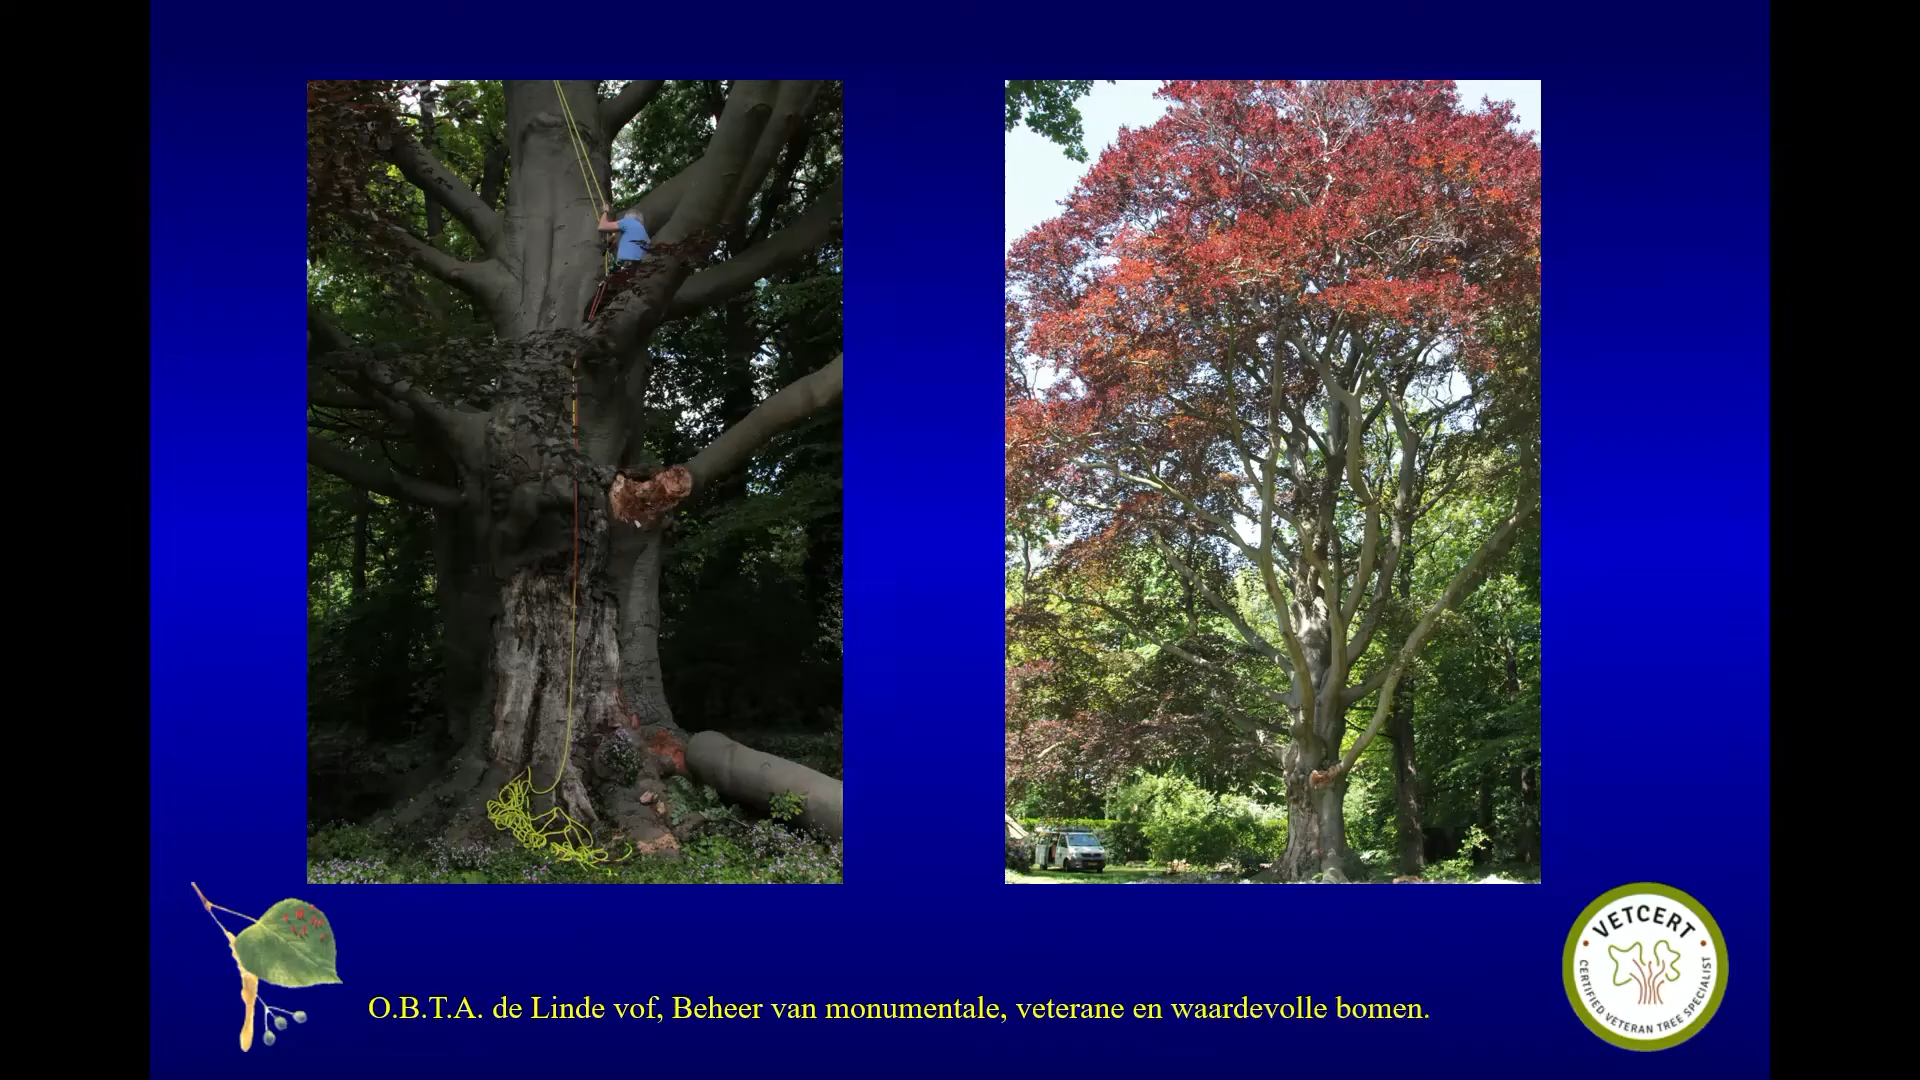 VETCERT
CERTIFIED VETERAN TREE SPECIALIST
O.B.T.A. de Linde vof, Beheer van monumentale, veterane en waardevolle bomen.